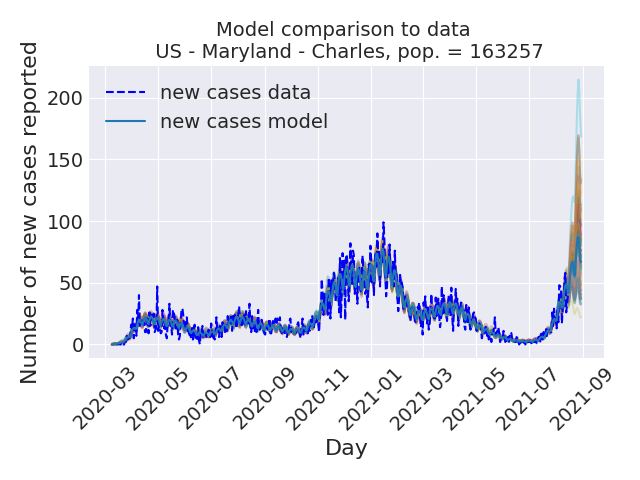 Model comparison to data
US - Maryland - Charles, pop. = 163257
Number of new cases reported
200
150
100
50
0
new cases data
new cases model
2020-03
2020-05
2020-07
2020-09
2020-11
2021-01
2021-03
2021-05
2021-07
2021-09
Day